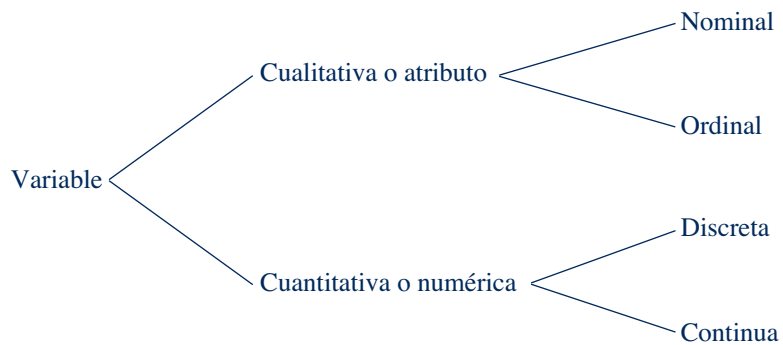 Nominal
Cualitativa o atributo
Ordinal
Variable
Discreta
Cuantitativa o numérica
Continua